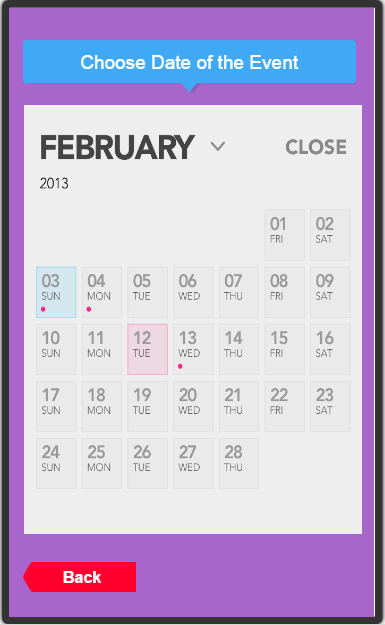 Choose Date of the Event
FEBRUARY CLOSE
2013
01 02
FRI SAT
03 04 05 06 07 08 09
SUN MON TUE WED THU FRI SAT
10 11 12 13 14 15 16
SUN MON TUE WED THU FRI SAT
17 18 19 20 21 22 23
SUN MON TUE WED THU FRI SAT
24 25 26 27 28
SUN MON TUE WED THU
Back